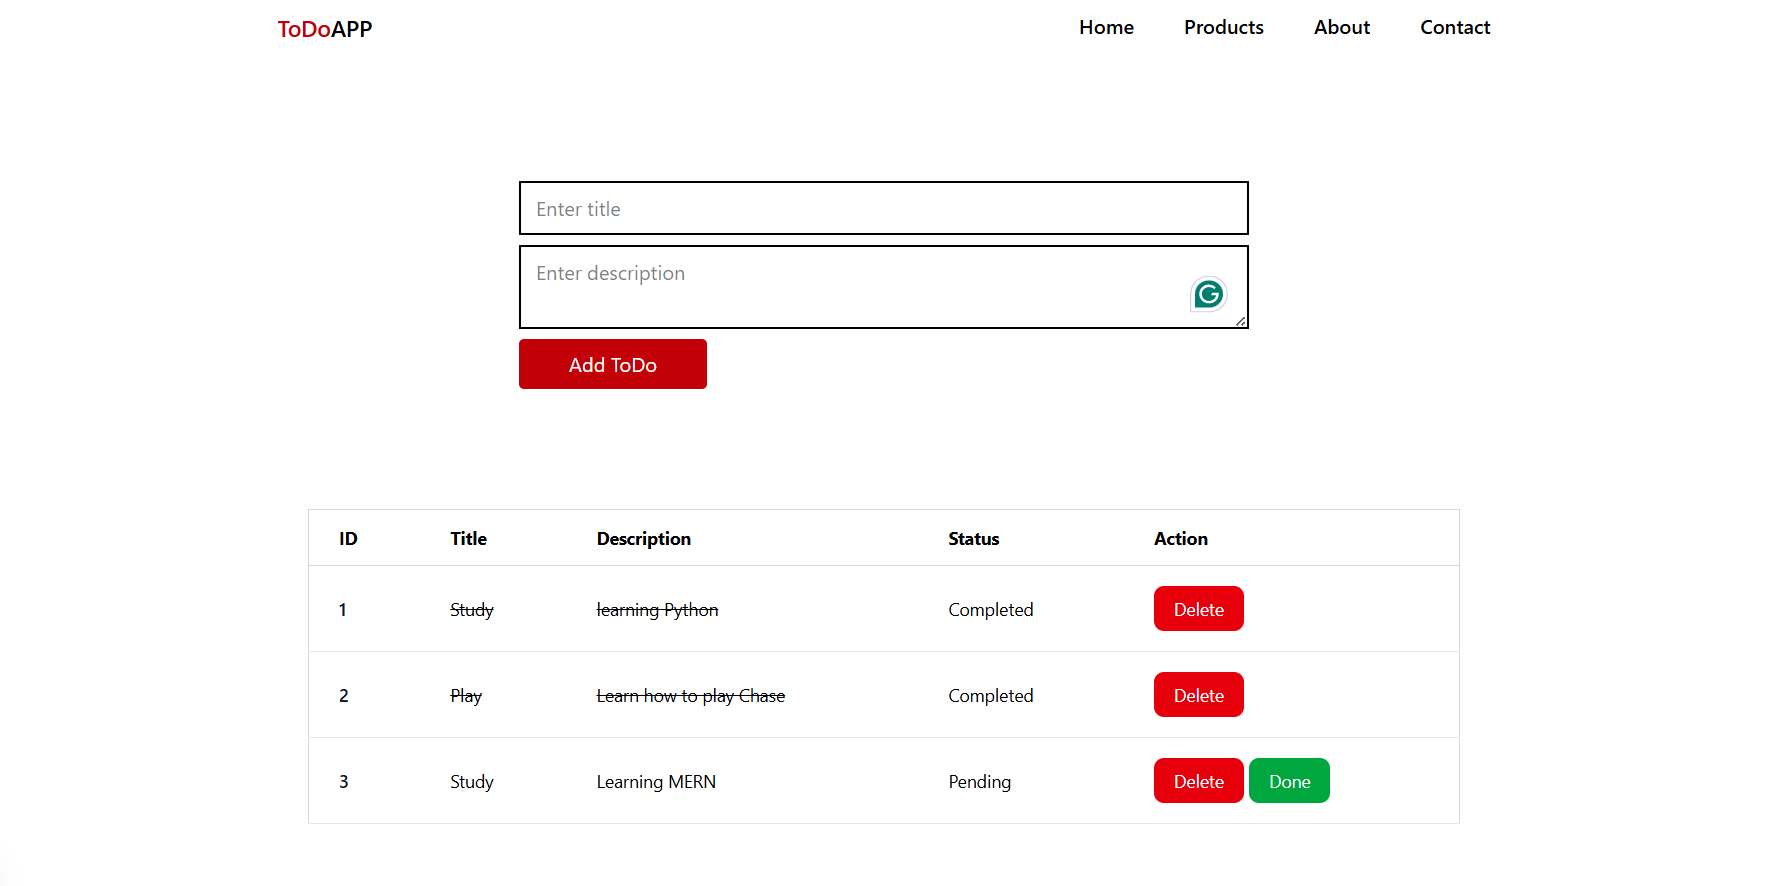 ToDoAPP Home Products About Contact
Enter title
Enter description
Add ToDo
ID Title Description Status Action
1 Study learning Python Completed Delete
2 Play Learn how to play Chase Completed Delete
3 Study Learning MERN Pending Delete Done